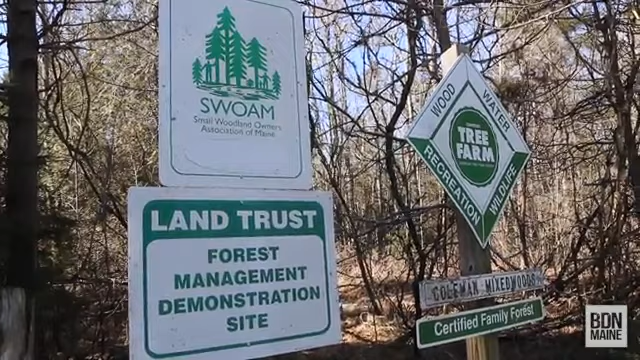 SWOAM
Small Woodland Owners
Association of Maine
LAND TRUST
FOREST
MANAGEMENT
DEMONSTRATION
SITE
WOOD
WATER
TREE
FARM
RECREATION
WILDLIFE
COLEMAN MIXEDWOODS
Certified Family Forest
BDN
MAINE